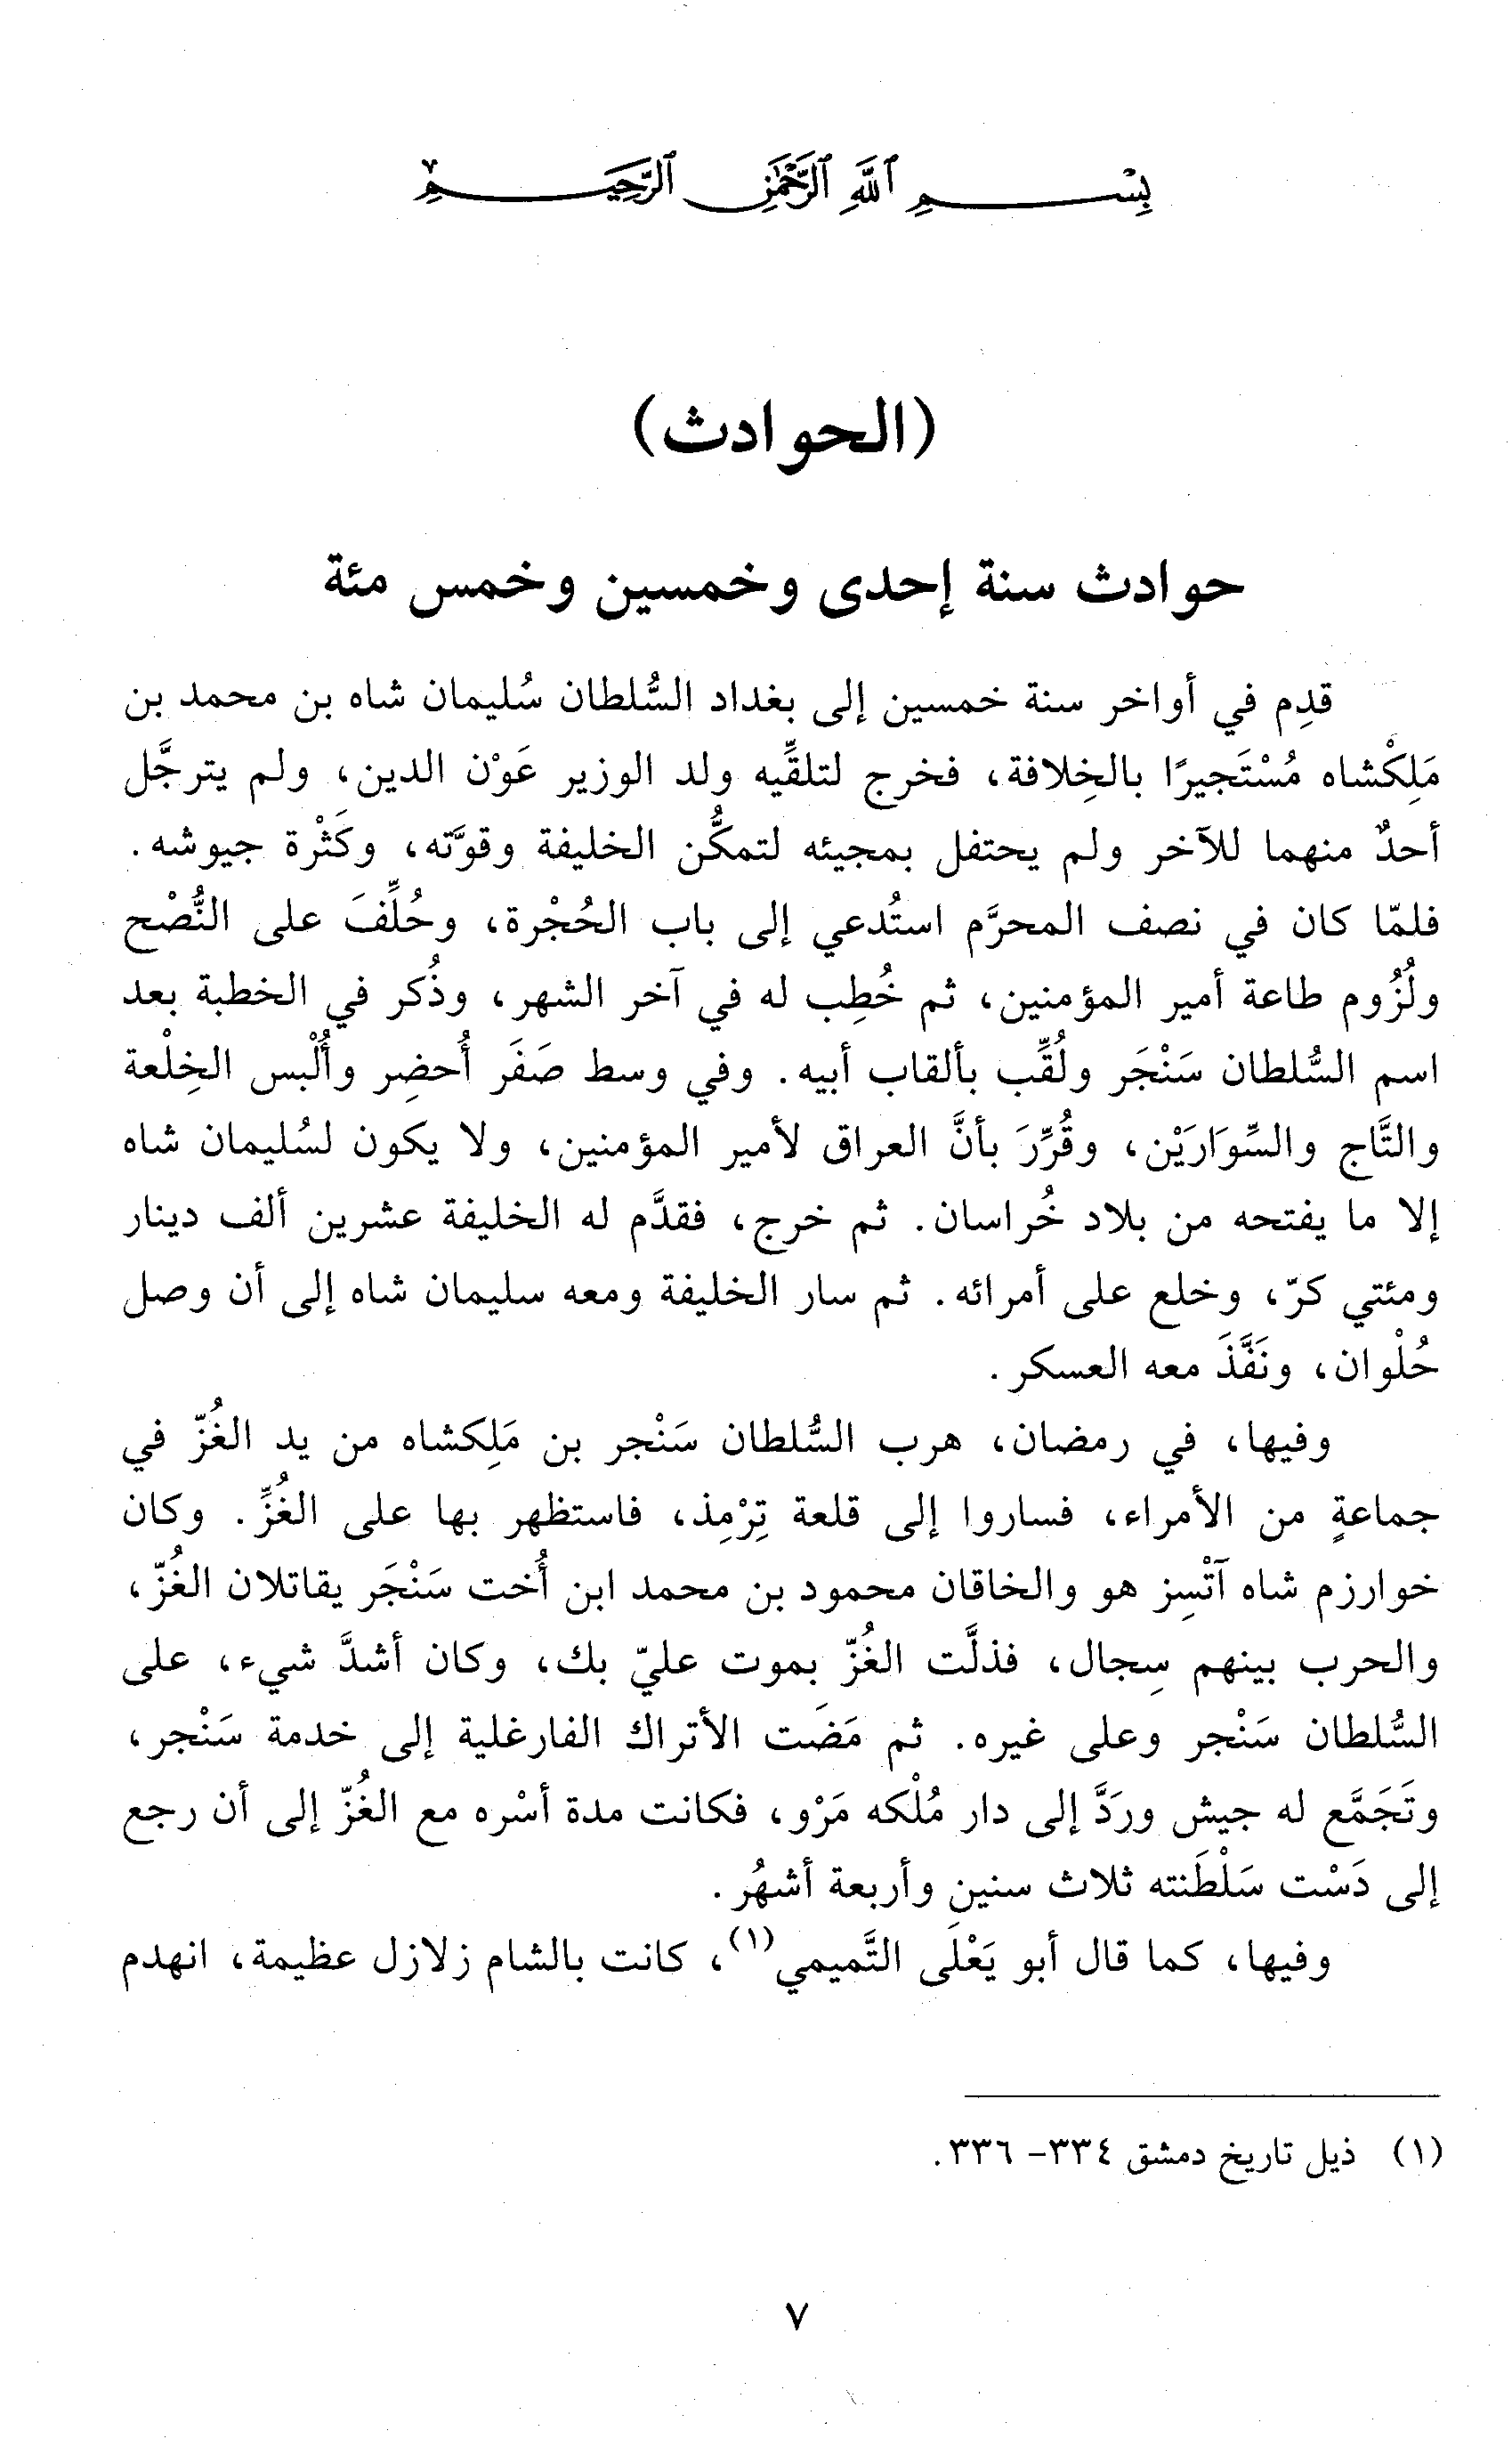 بِسْمِ ٱللَّهِ ٱلرَّحْمَٰنِ ٱلرَّحِيمِ
(الحوادث)
حوادث سنة إحدى وخمسين وخمس مئة
قدِم في أواخر سنة خمسين إلى بغداد السُّلطان سُليمان شاه بن محمد بن
مَلِكْشاه مُسْتَجيرًا بالخِلافة، فخرج لتلقِّيه ولد الوزير عَوْن الدين، ولم يترجَّل
أحدٌ منهما للآخر ولم يحتفل بمجيئه لتمكُّن الخليفة وقوَّته، وكَثْرة جيوشه.
فلمّا كان في نصف المحرَّم استُدعي إلى باب الحُجْرة، وحُلِّفَ على النُّصْح
ولُزُوم طاعة أمير المؤمنين، ثم خُطِب له في آخر الشهر، وذُكر في الخطبة بعد
اسم السُّلطان سَنْجَر ولُقِّب بألقاب أبيه. وفي وسط صَفَر أُحضِر وأُلْبس الخِلْعة
والتَّاج والسِّوَارَيْن، وقُرِّرَ بأنَّ العراق لأمير المؤمنين، ولا يكون لسُليمان شاه
إلا ما يفتحه من بلاد خُراسان. ثم خرج، فقدَّم له الخليفة عشرين ألف دينار
ومئتي كرّ، وخلع على أمرائه. ثم سار الخليفة ومعه سليمان شاه إلى أن وصل
حُلْوان، ونَفَّذَ معه العسكر.
وفيها، في رمضان، هرب السُّلطان سَنْجر بن مَلِكشاه من يد الغُزّ في
جماعةٍ من الأمراء، فساروا إلى قلعة تِرْمِذ، فاستظهر بها على الغُزِّ. وكان
خوارزم شاه آتْسِز هو والخاقان محمود بن محمد ابن أُخت سَنْجَر يقاتلان الغُزّ،
والحرب بينهم سِجال، فذلَّت الغُزّ بموت عليّ بك، وكان أشدَّ شيء، على
السُّلطان سَنْجر وعلى غيره. ثم مَضَت الأتراك الفارغلية إلى خدمة سَنْجر،
وتَجَمَّع له جيش ورَدَّ إلى دار مُلْكه مَرْو، فكانت مدة أسْره مع الغُزّ إلى أن رجع
إلى دَسْت سَلْطَنته ثلاث سنين وأربعة أشهُر.
وفيها، كما قال أبو يَعْلَى التَّميمي(١)، كانت بالشام زلازل عظيمة، انهدم
(١) ذيل تاريخ دمشق ٣٣٤- ٣٣٦.
٧